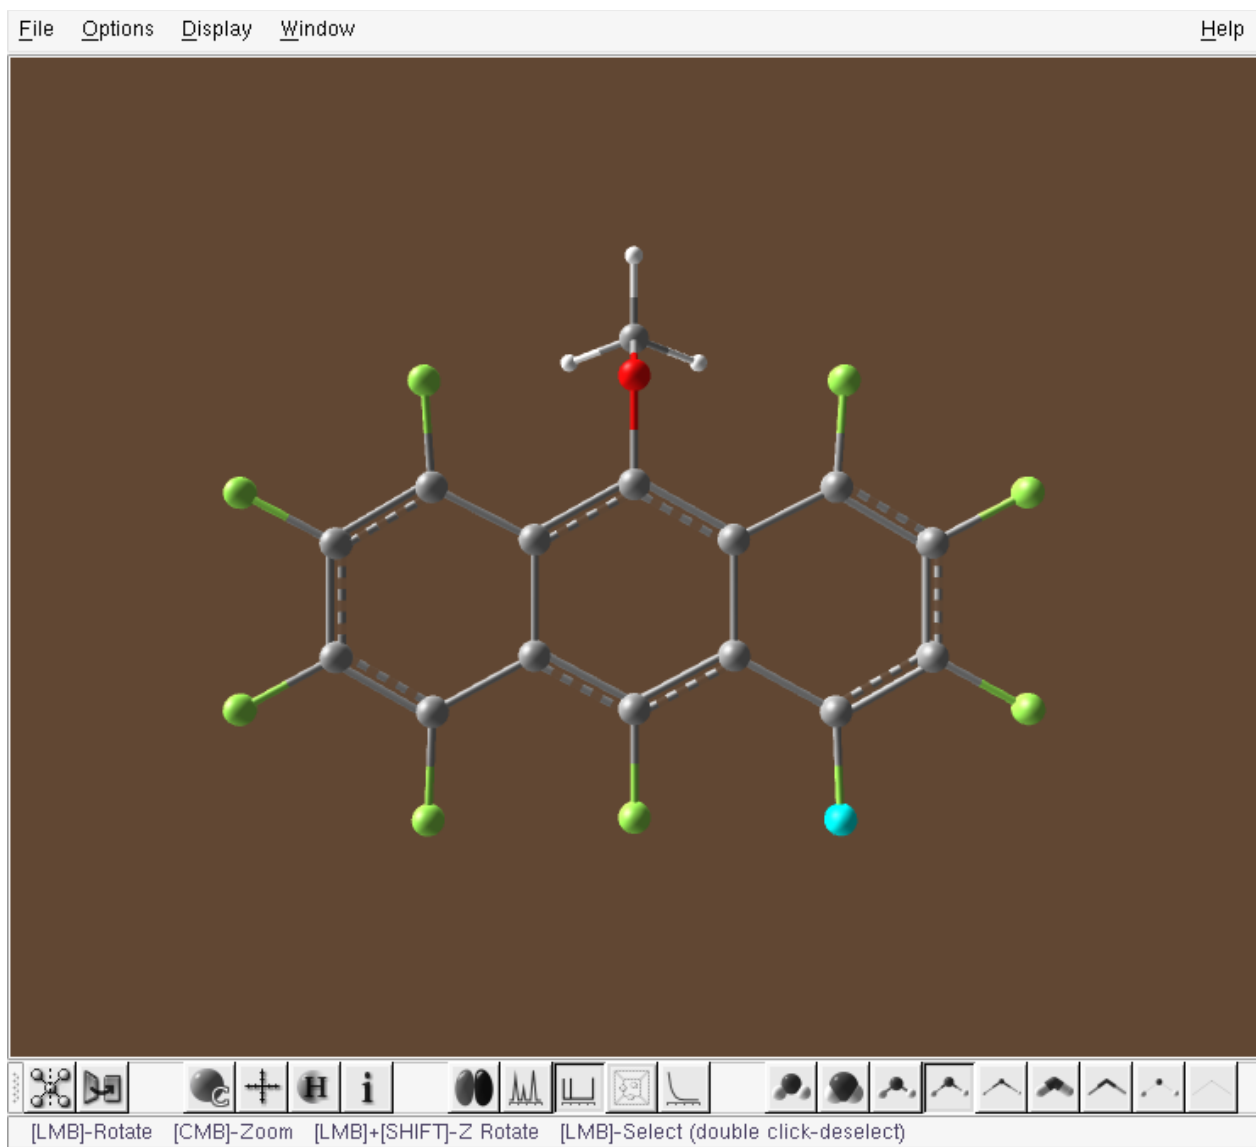 File Options Display Window Help
C H i
[LMB]-Rotate [CMB]-Zoom [LMB]+[SHIFT]-Z Rotate [LMB]-Select (double click-deselect)